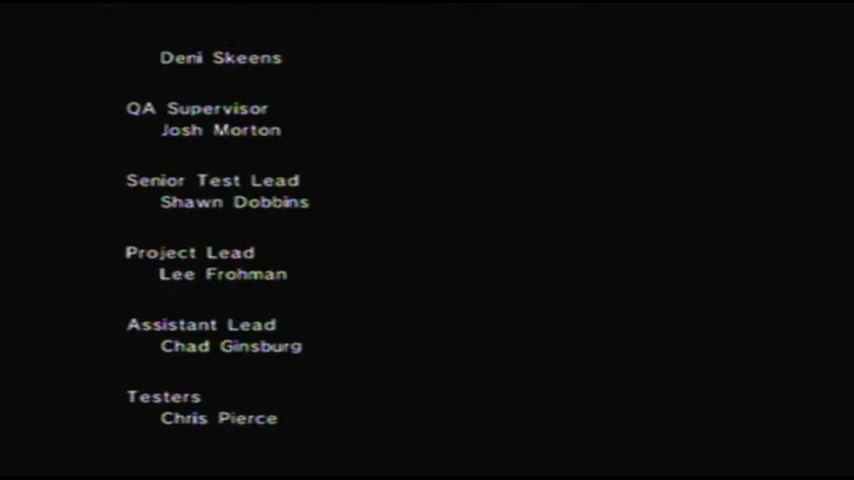 Deni Skeens
QA Supervisor
Josh Morton
Senior Test Lead
Shawn Dobbins
Project Lead
Lee Frohman
Assistant Lead
Chad Ginsburg
Testers
Chris Pierce